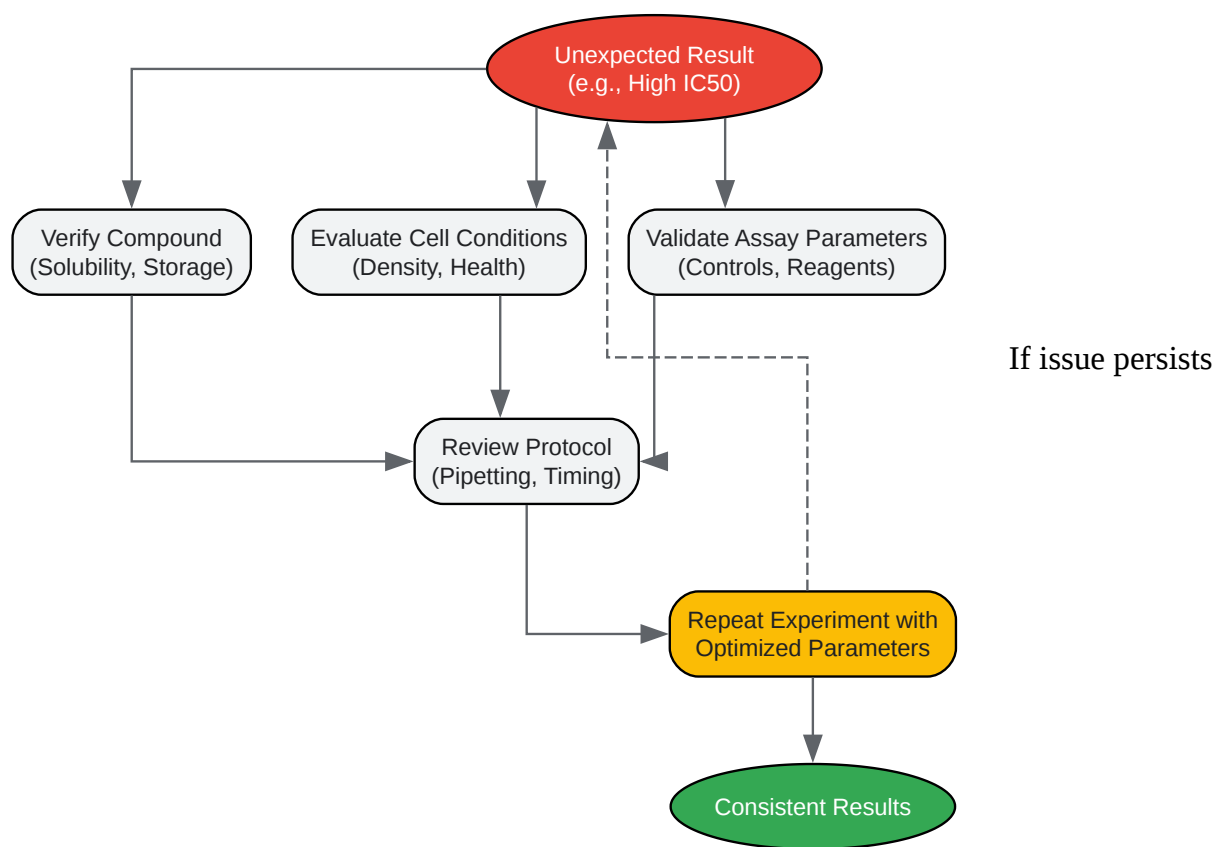 Unexpected Result
(e.g., High IC50)
Verify Compound
(Solubility, Storage)
Evaluate Cell Conditions
(Density, Health)
Validate Assay Parameters
(Controls, Reagents)
If issue persists
Review Protocol
(Pipetting, Timing)
Repeat Experiment with
Optimized Parameters
Consistent Results